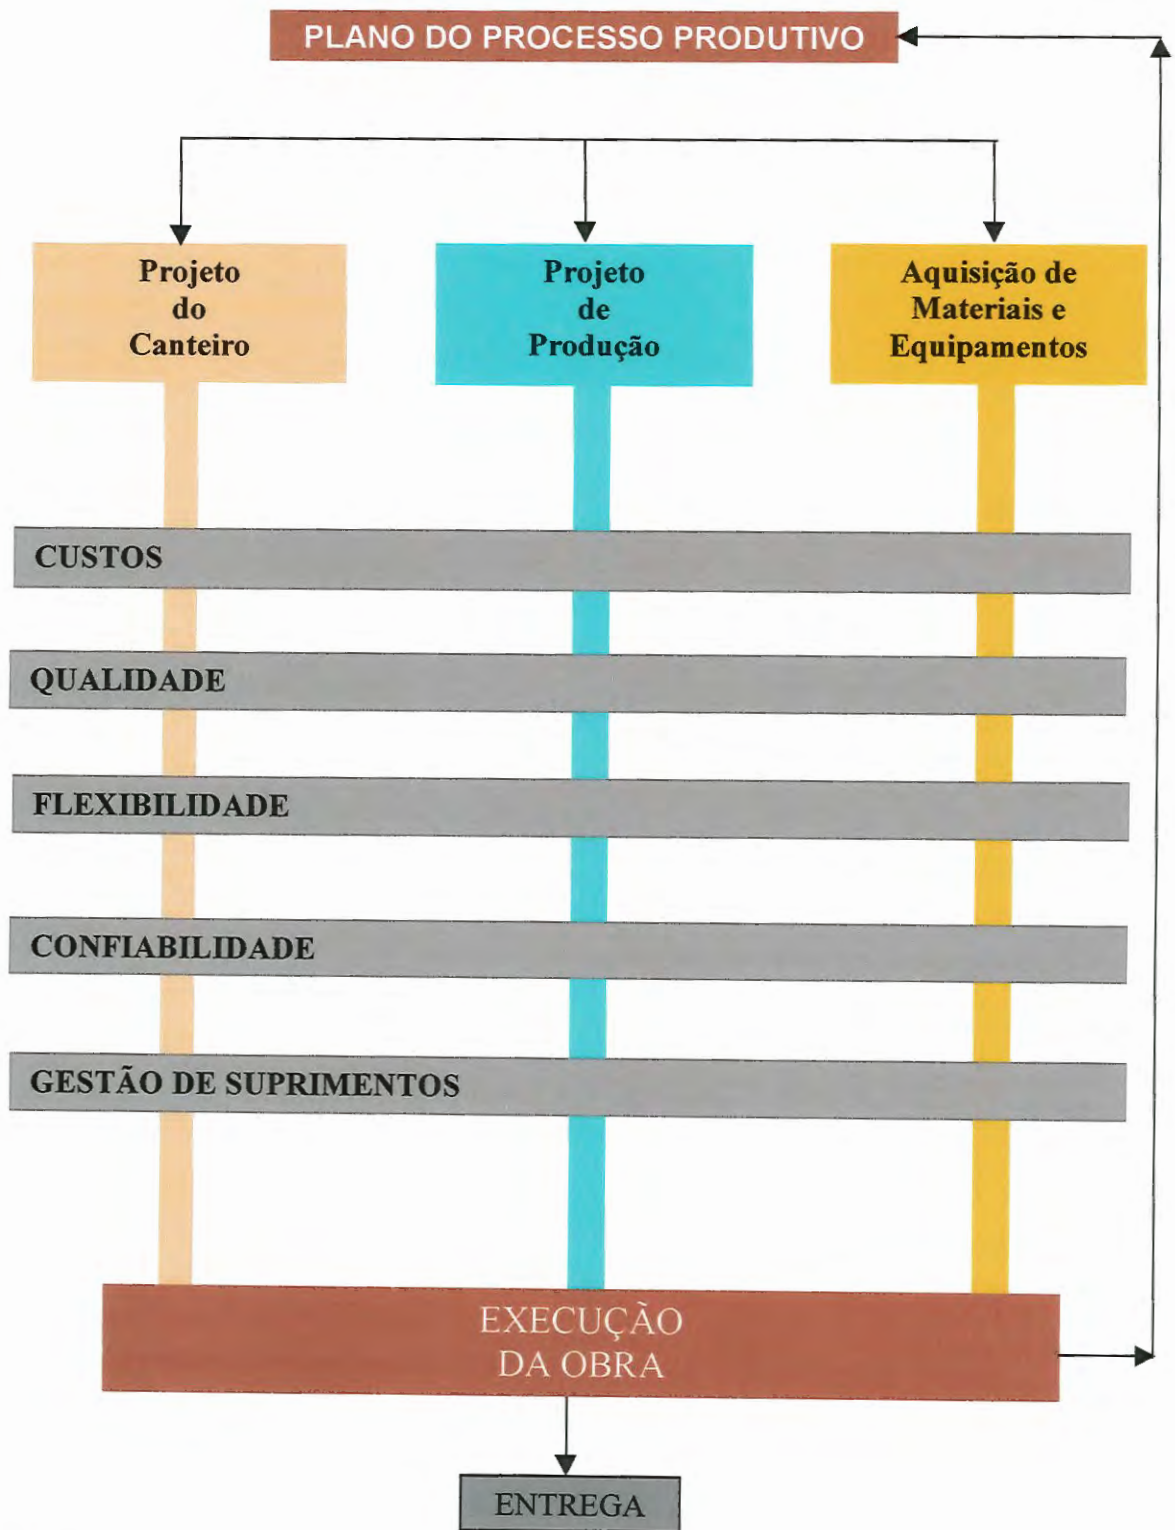 PLANO DO PROCESSO PRODUTIVO
Projeto
do
Canteiro
Projeto
de
Produção
Aquisição de
Materiais e
Equipamentos
CUSTOS
QUALIDADE
FLEXIBILIDADE
CONFIABILIDADE
GESTÃO DE SUPRIMENTOS
EXECUÇÃO
DA OBRA
ENTREGA